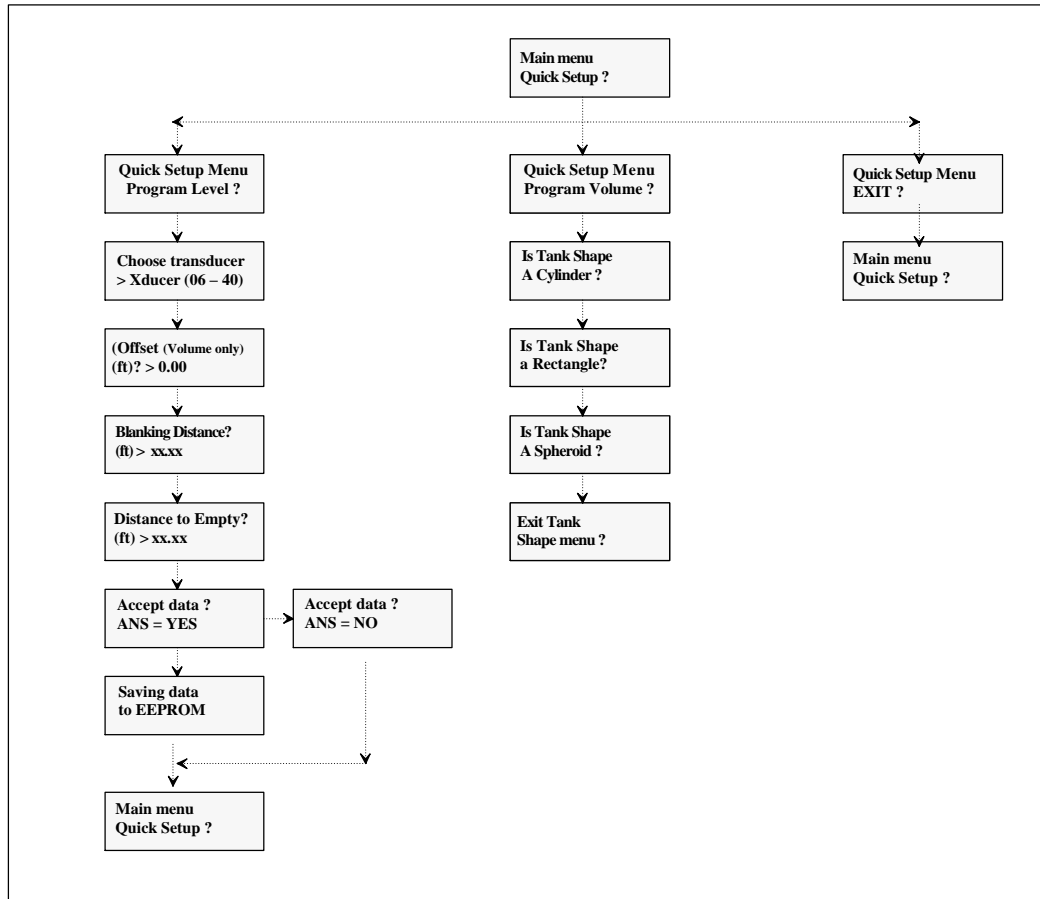 Main menu
Quick Setup ?
Quick Setup Menu
Program Level ?
Choose transducer
> Xducer (06 – 40)
(Offset (Volume only)
(ft)? > 0.00
Blanking Distance?
(ft) > xx.xx
Distance to Empty?
(ft) > xx.xx
Accept data ?
ANS = YES
Accept data ?
ANS = NO
Saving data
to EEPROM
Main menu
Quick Setup ?
Quick Setup Menu
Program Volume ?
Is Tank Shape
A Cylinder ?
Is Tank Shape
a Rectangle?
Is Tank Shape
A Spheroid ?
Exit Tank
Shape menu ?
Quick Setup Menu
EXIT ?
Main menu
Quick Setup ?